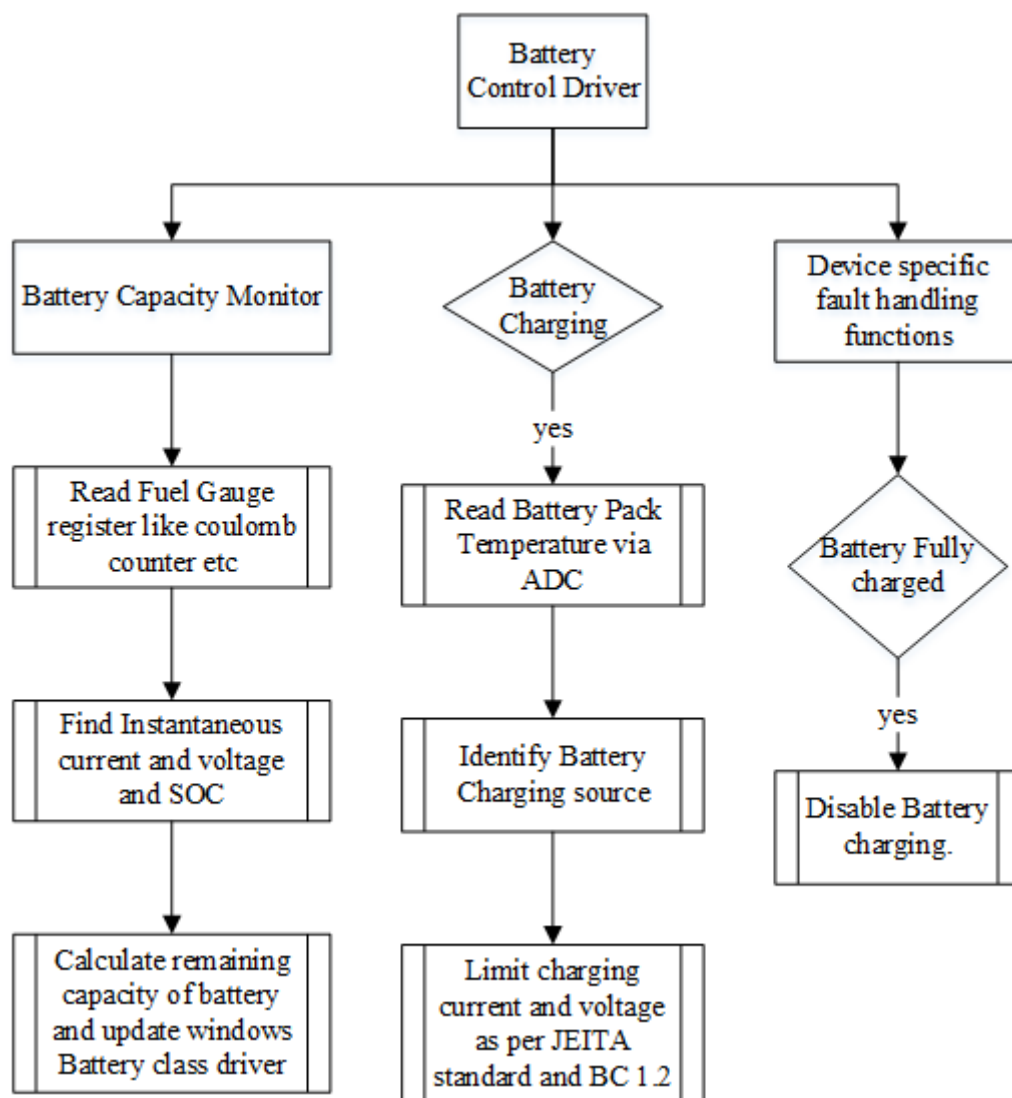 Battery
Control Driver
Battery Capacity Monitor
Battery
Charging
Device specific
fault handling
functions
yes
Read Fuel Gauge
register like coulomb
counter etc
Read Battery Pack
Temperature via
ADC
Battery Fully
charged
Find Instantaneous
current and voltage
and SOC
Identify Battery
Charging source
yes
Disable Battery
charging.
Calculate remaining
capacity of battery
and update windows
Battery class driver
Limit charging
current and voltage
as per JEITA
standard and BC 1.2